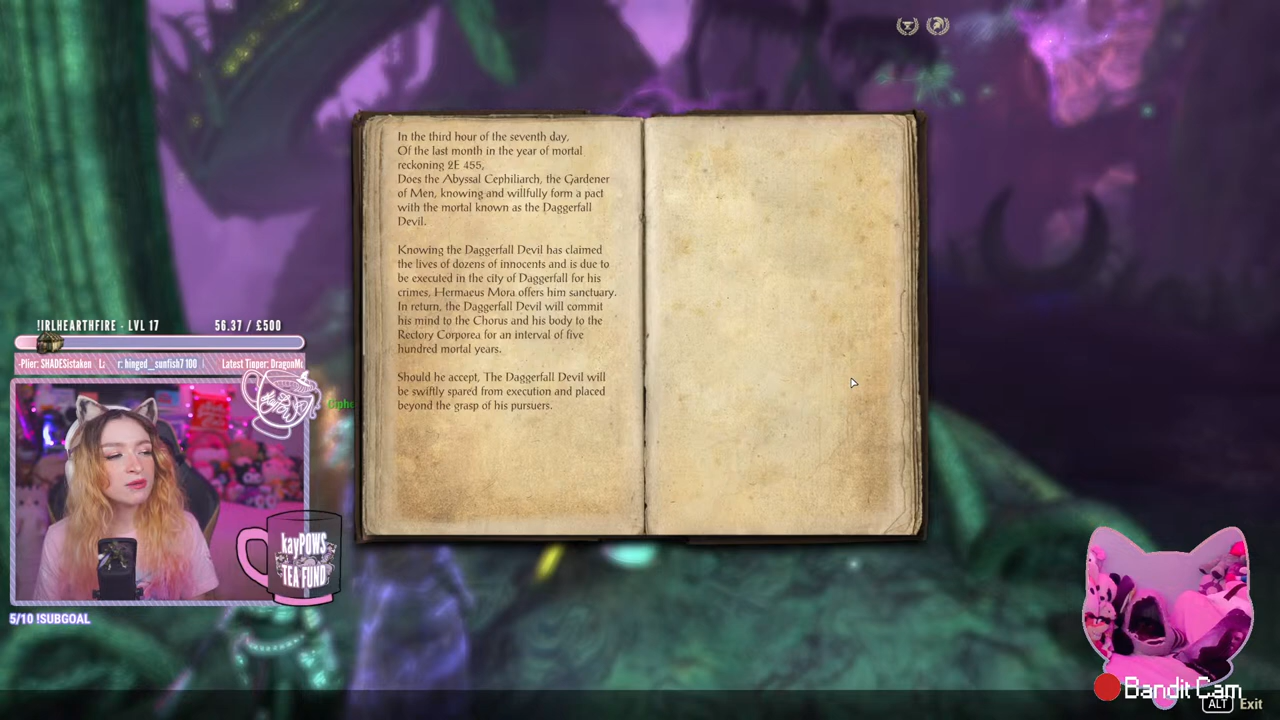 In the third hour of the seventh day,
Of the last month in the year of mortal
reckoning 2E 455,
Does the Abyssal Cephiliarch, the Gardener
of Men, knowing and willfully form a pact
with the mortal known as the Daggerfall
Devil.
Knowing the Daggerfall Devil has claimed
the lives of dozens of innocents and is due to
be executed in the city of Daggerfall for his
crimes, Hermaeus Mora offers him sanctuary.
In return, the Daggerfall Devil will commit
his mind to the Chorus and his body to the
Rectory Corporea for an interval of five
hundred mortal years.
Should he accept, The Daggerfall Devil will
be swiftly spared from execution and placed
beyond the grasp of his pursuers.
!IRLHEARTHFIRE - LVL 17 56.37 / £500
-Plier: SHADESistaken L: r: hinged_sunfish7 100 Latest Tipper: DragonM
kayPOWS
TEA FUND
5/10 !SUBGOAL
Bandit Cam
ALT Exit